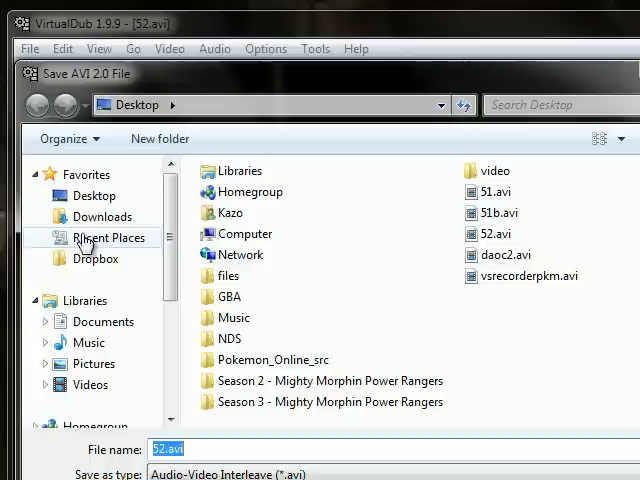 VirtualDub 1.9.9 - [52.avi]
File Edit View Go Video Audio Options Tools Help
Save AVI 2.0 File
Desktop
Search Desktop
Organize New folder
Favorites
Desktop
Downloads
Recent Places
Dropbox
Libraries
Documents
Music
Pictures
Videos
Homegroup
Libraries
Homegroup
Kazo
Computer
Network
files
GBA
Music
NDS
Pokemon_Online_src
Season 2 - Mighty Morphin Power Rangers
Season 3 - Mighty Morphin Power Rangers
video
51.avi
51b.avi
52.avi
daoc2.avi
vsrecorderpkm.avi
File name: 52.avi
Save as type: Audio-Video Interleave (*.avi)